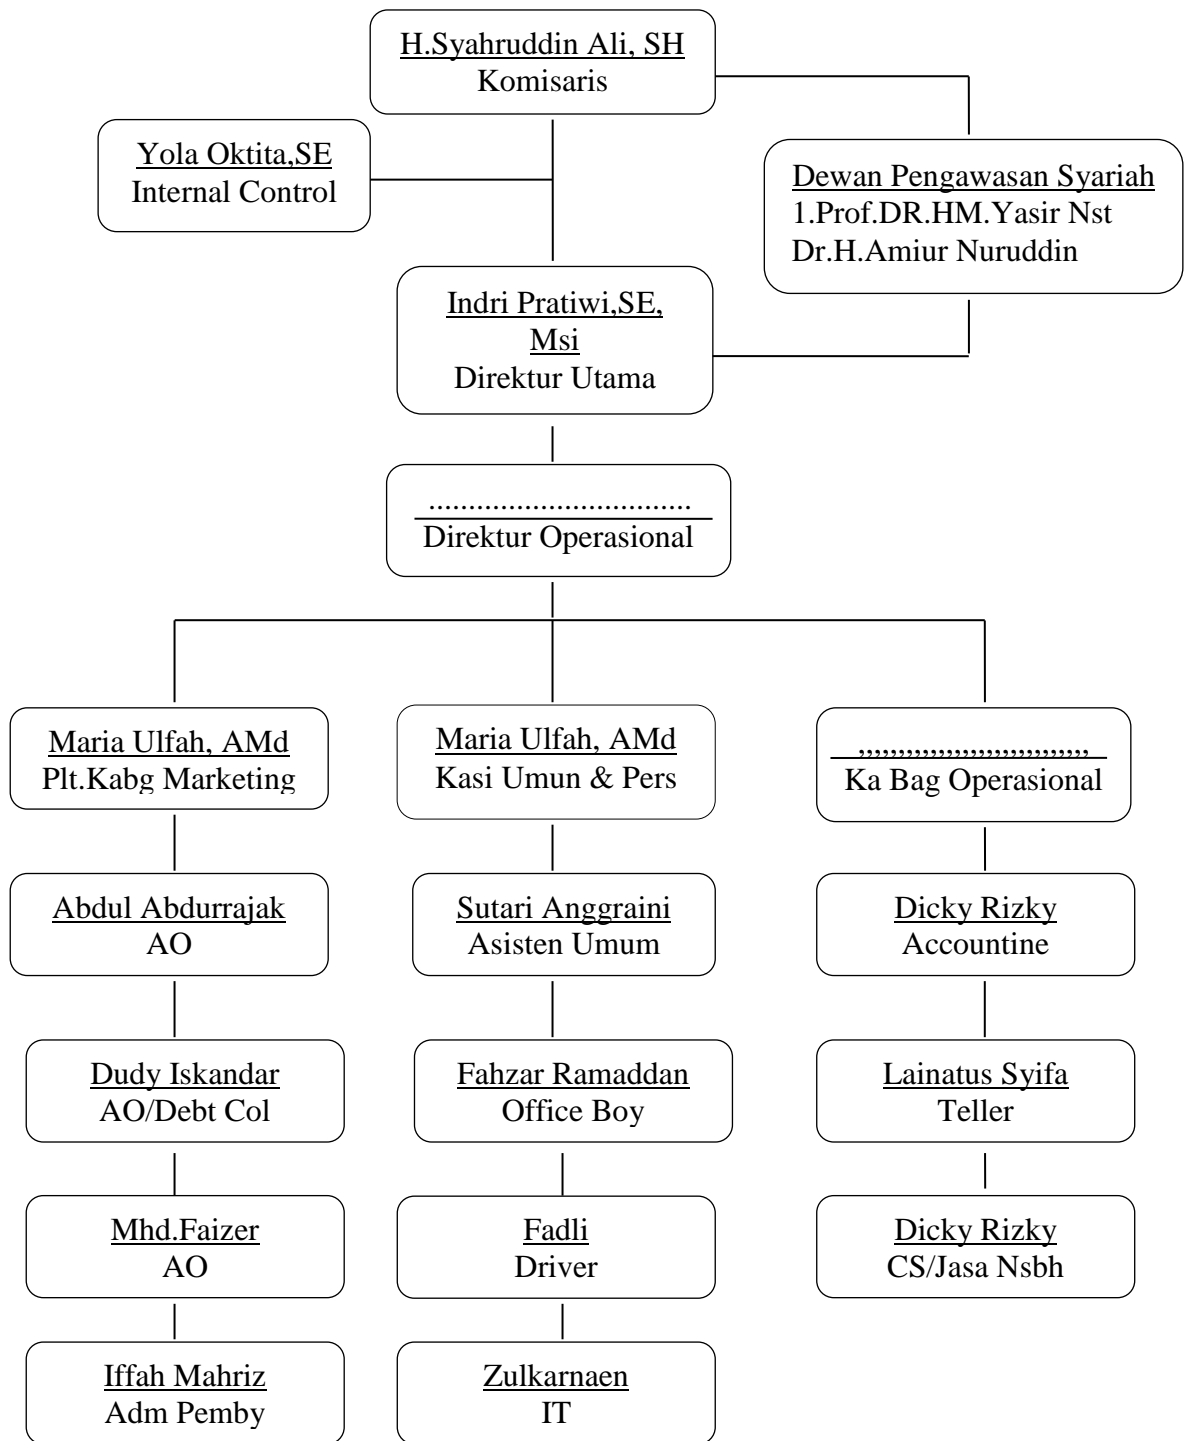 H.Syahruddin Ali, SH
Komisaris
Yola Oktita,SE
Internal Control
Dewan Pengawasan Syariah
1.Prof.DR.HM.Yasir Nst
Dr.H.Amiur Nuruddin
Indri Pratiwi,SE,
Msi
Direktur Utama
.................................
Direktur Operasional
Maria Ulfah, AMd
Plt.Kabg Marketing
Maria Ulfah, AMd
Kasi Umun & Pers
,,,,,,,,,,,,,,,,,,,,,,,,,,,,,
Ka Bag Operasional
Abdul Abdurrajak
AO
Sutari Anggraini
Asisten Umum
Dicky Rizky
Accountine
Dudy Iskandar
AO/Debt Col
Fahzar Ramaddan
Office Boy
Lainatus Syifa
Teller
Mhd.Faizer
AO
Fadli
Driver
Dicky Rizky
CS/Jasa Nsbh
Iffah Mahriz
Adm Pemby
Zulkarnaen
IT